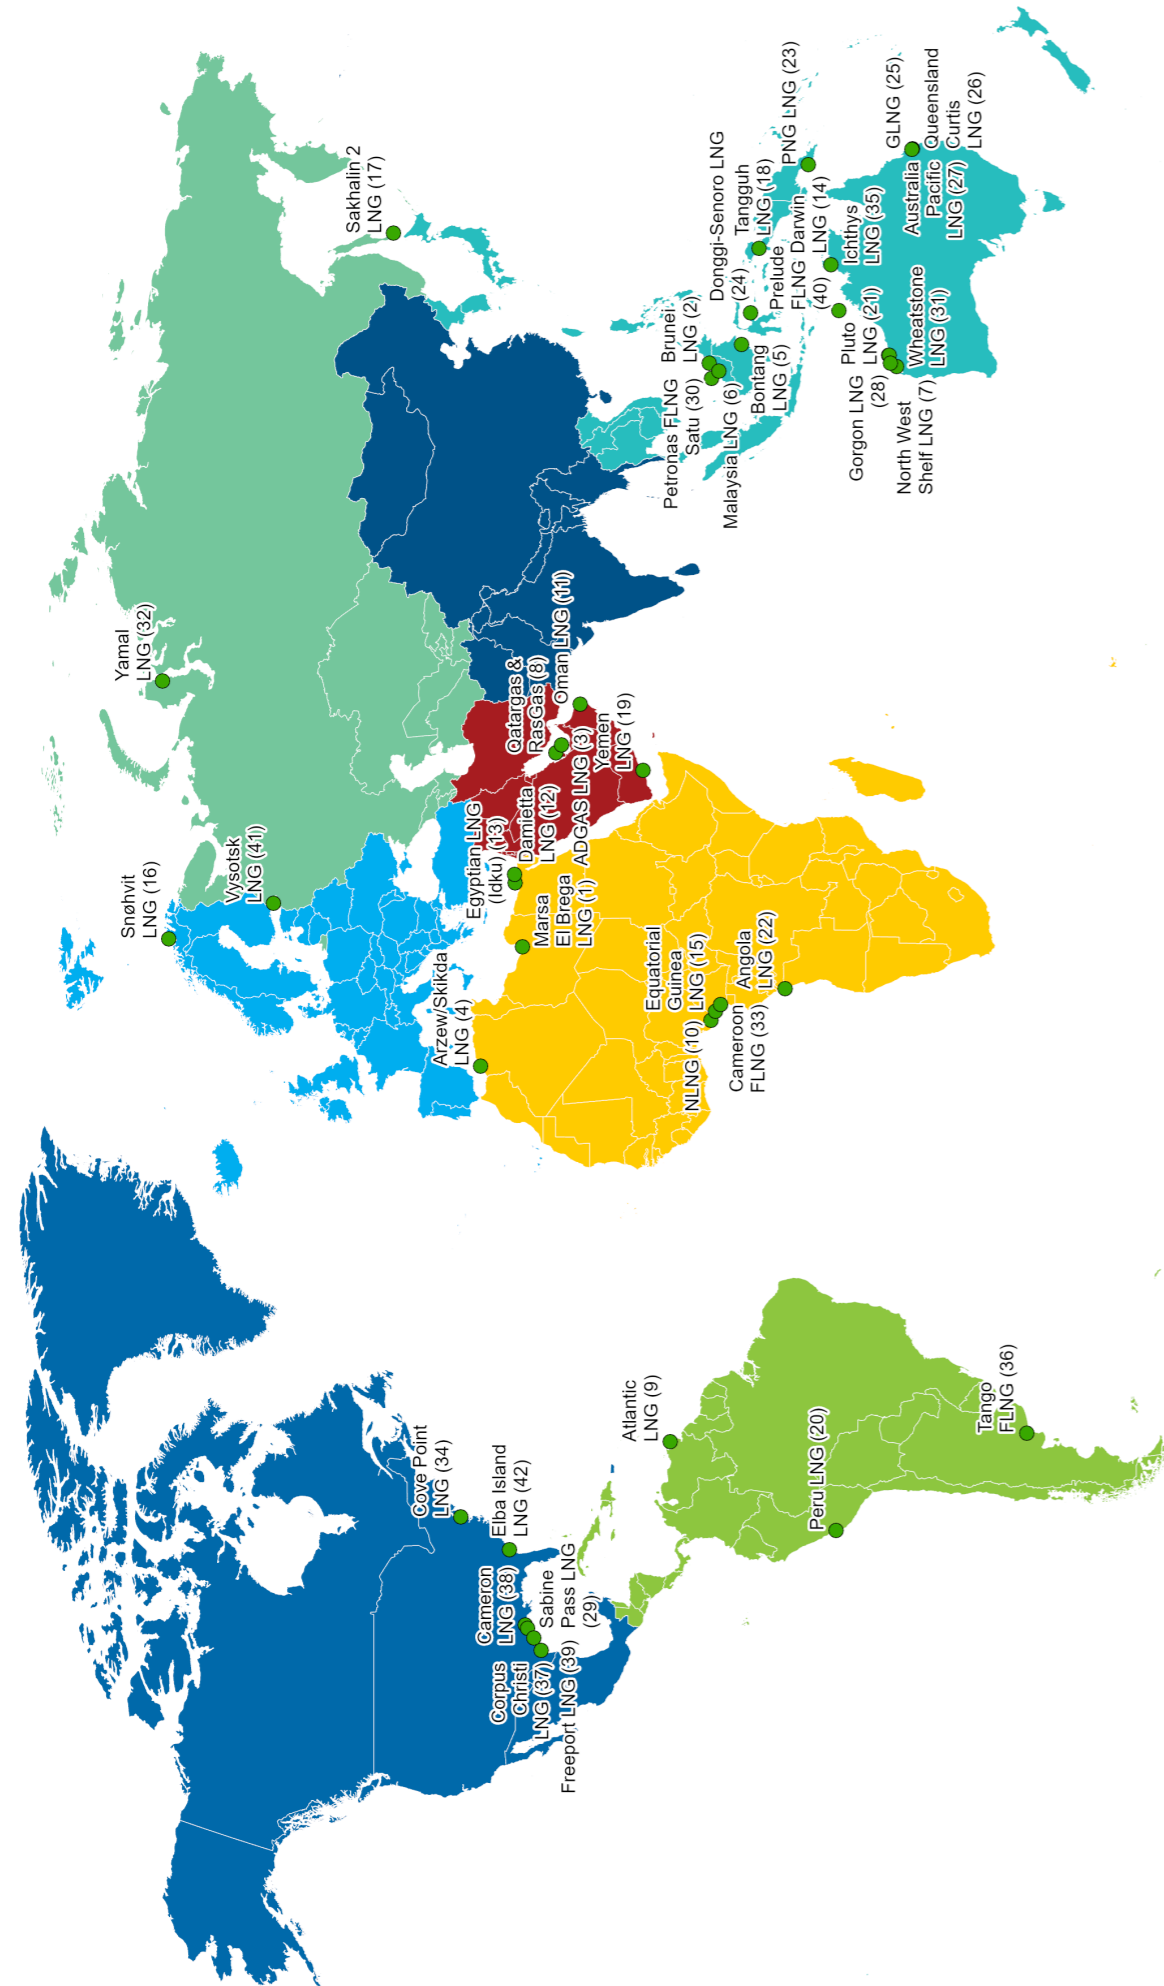 Snøhvit
LNG (16)
Vysotsk
LNG (41)
Yamal
LNG (32)
Sakhalin 2
LNG (17)
Cove Point
LNG (34)
Elba Island
LNG (42)
Cameron
LNG (38)
Sabine
Pass LNG
(29)
Corpus
Christi
LNG (37)
Freeport LNG (39)
Atlantic
LNG (9)
Peru LNG (20)
Tango
FLNG (36)
Arzew/Skikda
LNG (4)
Marsa
El Brega
LNG (1)
Egyptian LNG
(Idku) (13)
Damietta
LNG (12)
Qatargas &
RasGas (8)
ADGAS LNG (3)
Oman LNG (11)
Yemen
LNG (19)
NLNG (10)
Equatorial
Guinea
LNG (15)
Cameroon
FLNG (33)
Angola
LNG (22)
Petronas FLNG
Satu (30)
Brunei
LNG (2)
Malaysia LNG (6)
Bontang
LNG (5)
Donggi-Senoro LNG
(24)
Tangguh
LNG (18)
PNG LNG (23)
Prelude
FLNG
(40)
Darwin
LNG (14)
Ichthys
LNG (35)
Pluto
LNG (21)
Gorgon LNG
(28)
North West
Shelf LNG (7)
Wheatstone
LNG (31)
GLNG (25)
Queensland
Curtis
LNG (26)
Australia
Pacific
LNG (27)